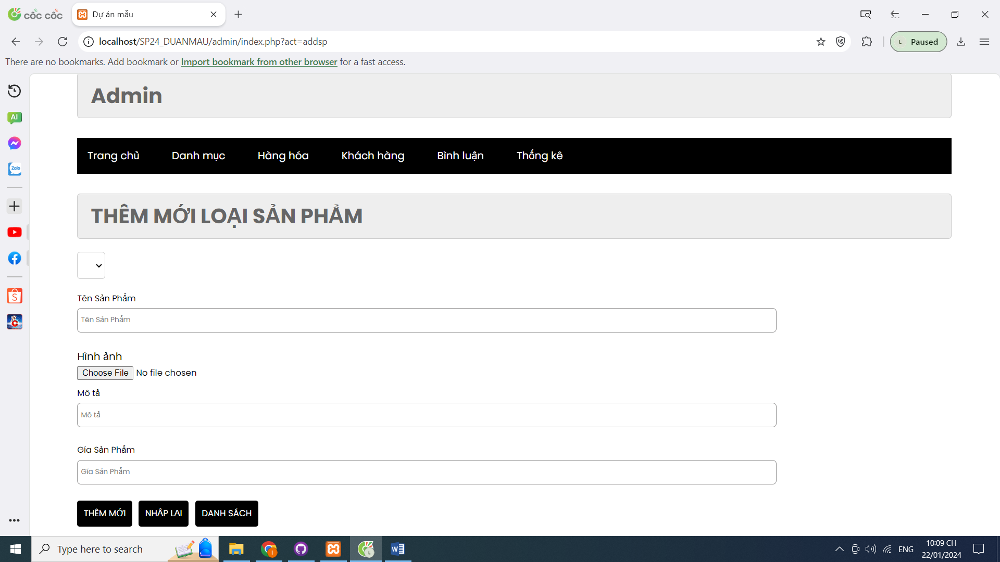 cốc cốc
Dự án mẫu
localhost/SP24_DUANMAU/admin/index.php?act=addsp
L Paused
There are no bookmarks. Add bookmark or Import bookmark from other browser for a fast access.
AI
Zalo
Admin
Trang chủ Danh mục Hàng hóa Khách hàng Bình luận Thống kê
THÊM MỚI LOẠI SẢN PHẨM
Tên Sản Phẩm
Tên Sản Phẩm
Hình ảnh
Choose File No file chosen
Mô tả
Mô tả
Gía Sản Phẩm
Gía Sản Phẩm
THÊM MỚI NHẬP LẠI DANH SÁCH
Type here to search
ENG
10:09 CH
22/01/2024